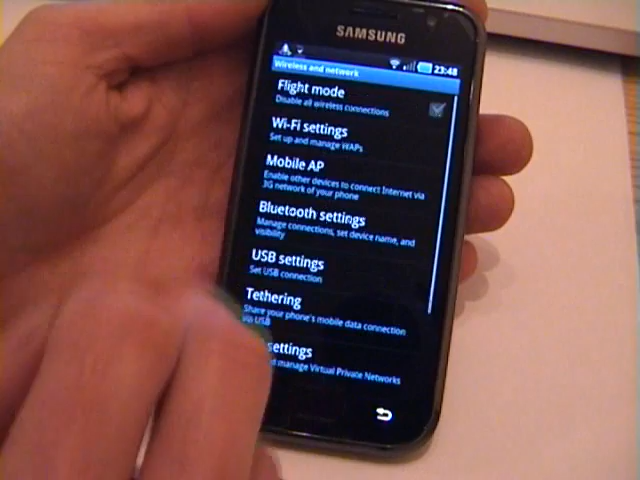 SAMSUNG
23:48
Wireless and network
Flight mode
Disable all wireless connections
Wi-Fi settings
Set up and manage WAPs
Mobile AP
Enable other devices to connect Internet via
3G network of your phone
Bluetooth settings
Manage connections, set device name, and
visibility
USB settings
Set USB connection
Tethering
Share your phone's mobile data connection
via USB
settings
manage Virtual Private Networks